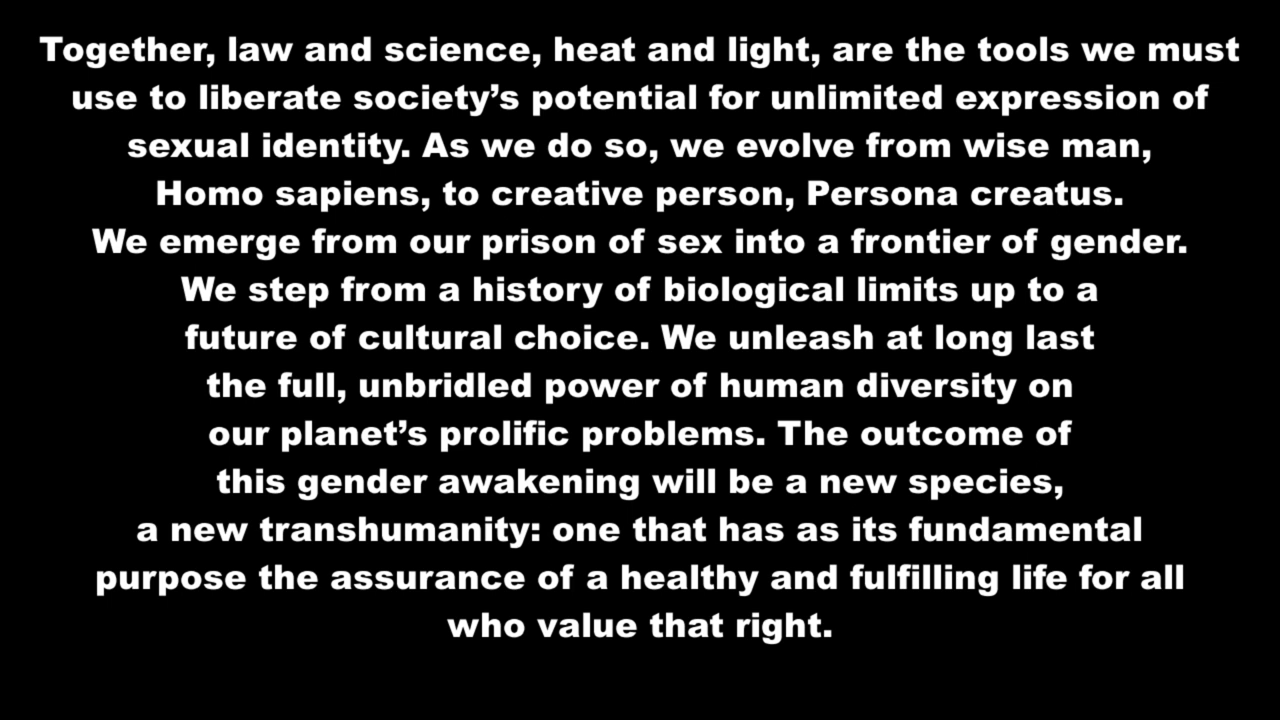 Together, law and science, heat and light, are the tools we must
use to liberate society’s potential for unlimited expression of
sexual identity. As we do so, we evolve from wise man,
Homo sapiens, to creative person, Persona creatus.
We emerge from our prison of sex into a frontier of gender.
We step from a history of biological limits up to a
future of cultural choice. We unleash at long last
the full, unbridled power of human diversity on
our planet’s prolific problems. The outcome of
this gender awakening will be a new species,
a new transhumanity: one that has as its fundamental
purpose the assurance of a healthy and fulfilling life for all
who value that right.